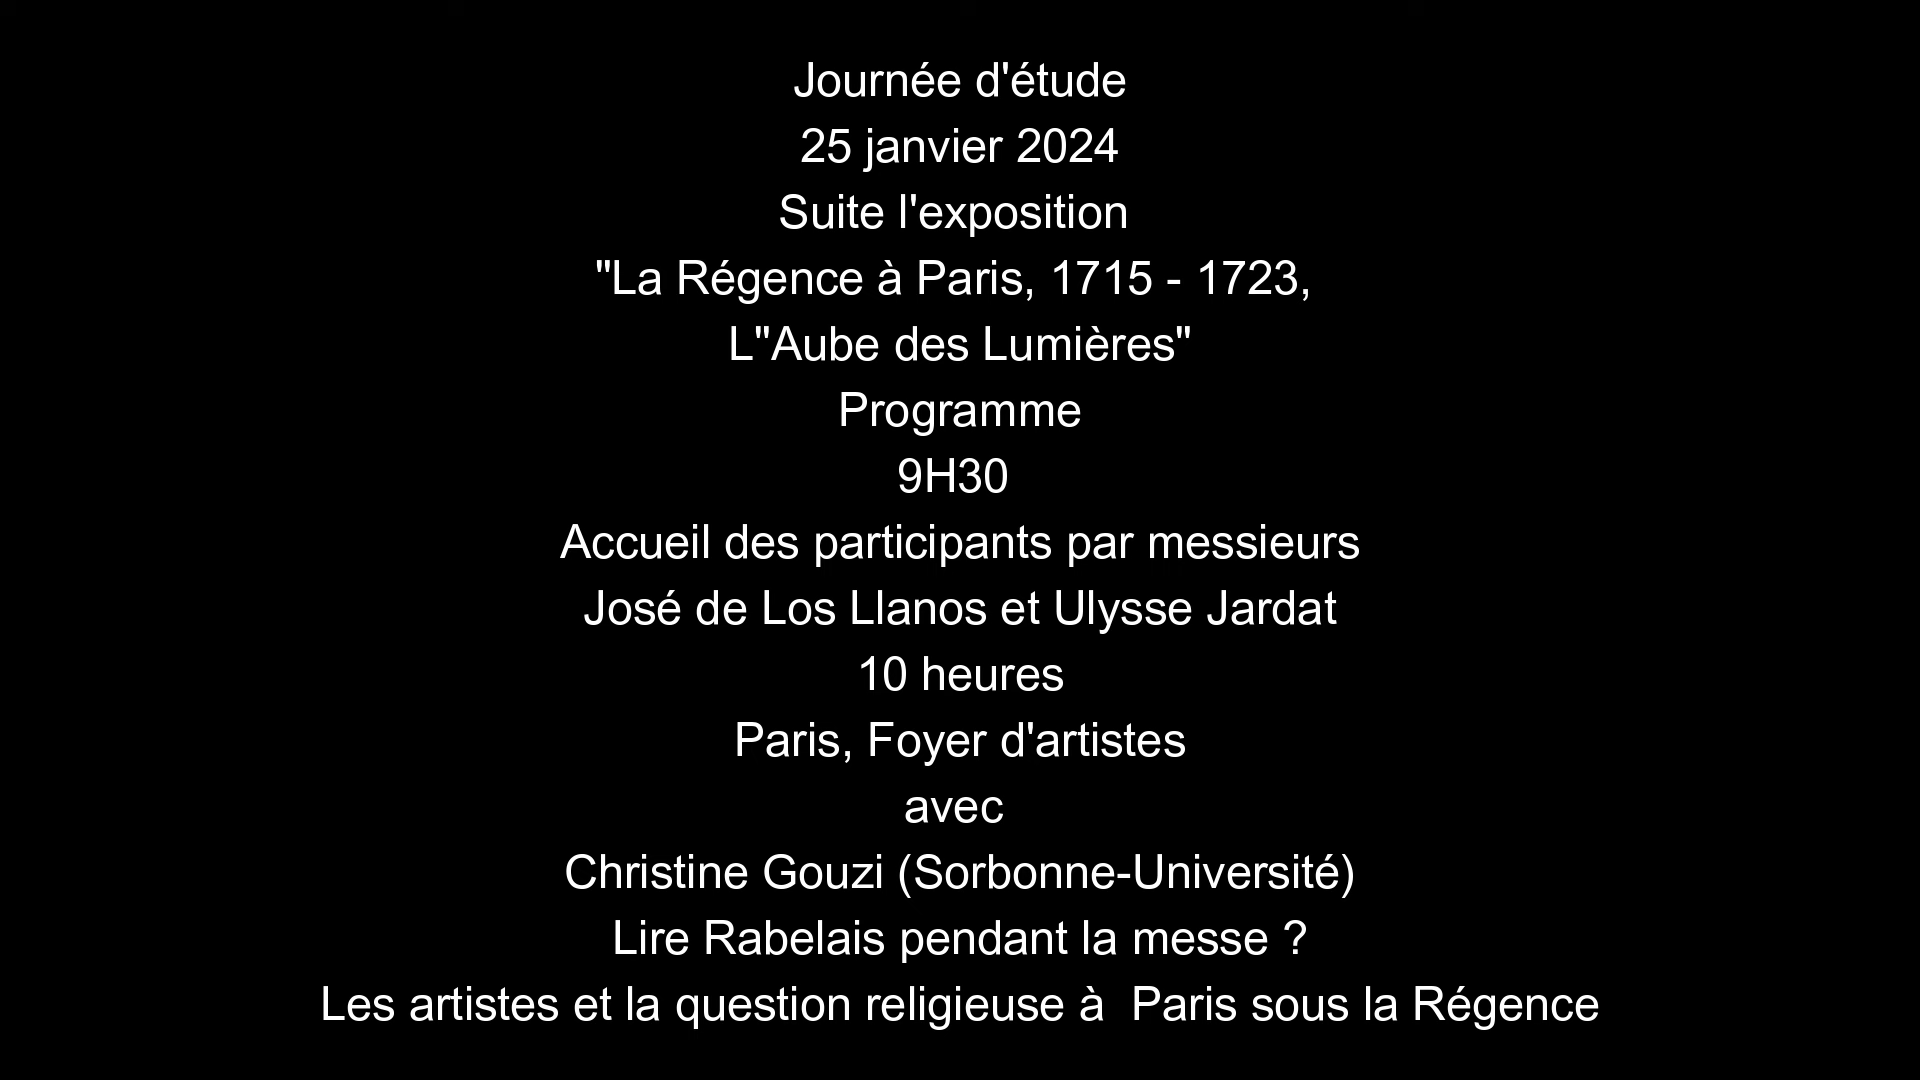 Journée d'étude
25 janvier 2024
Suite l'exposition
"La Régence à Paris, 1715 - 1723,
L"Aube des Lumières"
Programme
9H30
Accueil des participants par messieurs
José de Los Llanos et Ulysse Jardat
10 heures
Paris, Foyer d'artistes
avec
Christine Gouzi (Sorbonne-Université)
Lire Rabelais pendant la messe ?
Les artistes et la question religieuse à  Paris sous la Régence